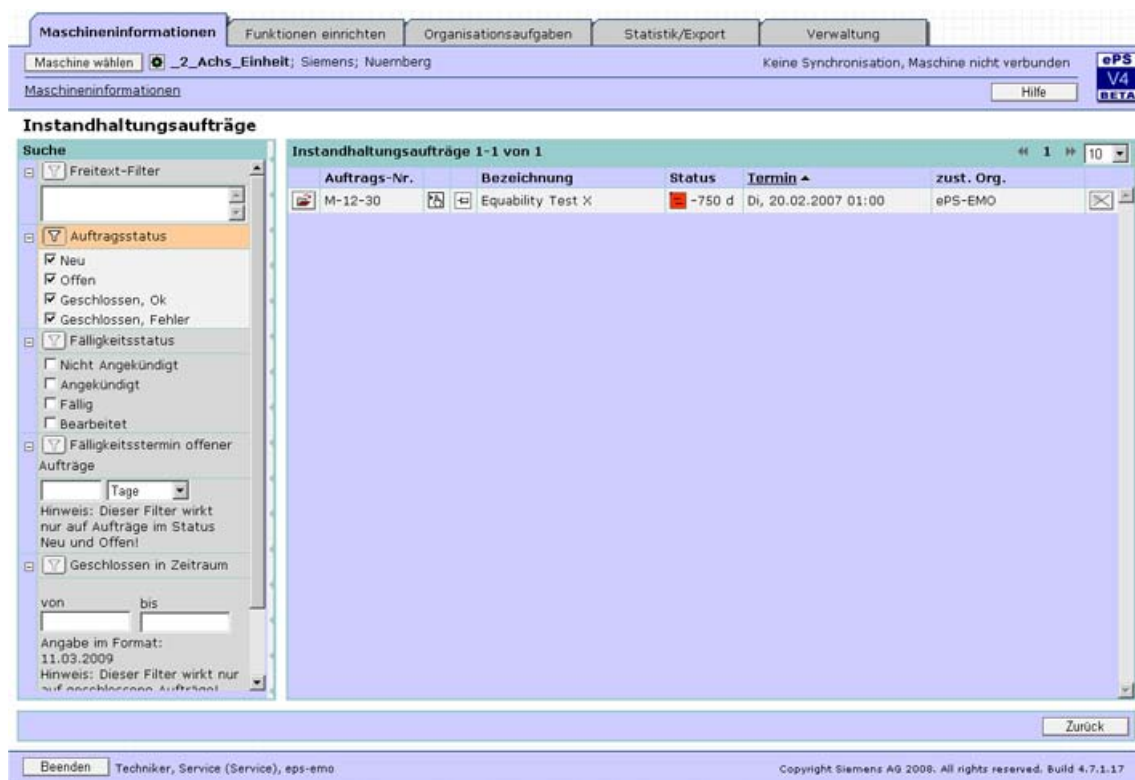 Maschineninformationen Funktionen einrichten Organisationsaufgaben Statistik/Export Verwaltung
Maschine wählen _2_Achs_Einheit; Siemens; Nuernberg Keine Synchronisation, Maschine nicht verbunden
ePS
V4
BETA
Maschineninformationen Hilfe
Instandhaltungsaufträge
Suche
Freitext-Filter
Auftragsstatus
Neu
Offen
Geschlossen, Ok
Geschlossen, Fehler
Fälligkeitsstatus
Nicht Angekündigt
Angekündigt
Fällig
Bearbeitet
Fälligkeitsstermin offener
Aufträge
Tage
Hinweis: Dieser Filter wirkt
nur auf Aufträge im Status
Neu und Offen!
Geschlossen in Zeitraum
von bis
Angabe im Format:
11.03.2009
Hinweis: Dieser Filter wirkt nur
auf geschlossene Aufträge!
Instandhaltungsaufträge 1-1 von 1 1 10
Auftrags-Nr. Bezeichnung Status Termin zust. Org.
M-12-30 Equability Test X -750 d Di, 20.02.2007 01:00 ePS-EMO
Zurück
Beenden Techniker, Service (Service), eps-emo Copyright Siemens AG 2008. All rights reserved. Build 4.7.1.17